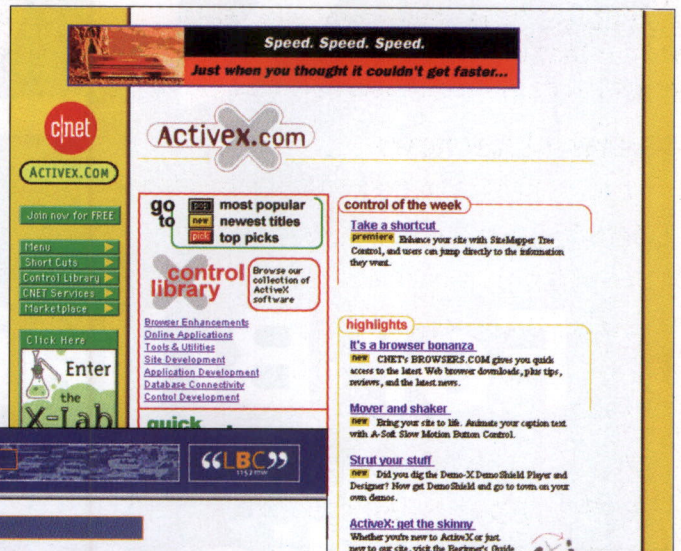 Speed. Speed. Speed.
Just when you thought it couldn't get faster...
c|net
ACTIVEX.COM
Join now for FREE
Menu
Short Cuts
Control Library
CNET Services
Marketplace
Click Here
Enter
the
X-Lab
ActiveX.com
go to
pop most popular
new newest titles
pick top picks
control library
Browse our
collection of
ActiveX
software
Browser Enhancements
Online Applications
Tools & Utilities
Site Development
Application Development
Database Connectivity
Control Development
quick
control of the week
Take a shortcut
premiere Enhance your site with SiteMapper Tree
Control, and users can jump directly to the information
they want.
highlights
It's a browser bonanza
new CNET's BROWSERS.COM gives you quick
access to the latest Web browser downloads, plus tips,
reviews, and the latest news.
Mover and shaker
new Bring your site to life. Animate your caption text
with A-Soft Slow Motion Button Control.
Strut your stuff
new Did you dig the Demo-X DemoShield Player and
Designer? Now get DemoShield and go to town on your
own demos.
ActiveX: get the skinny
Whether you're new to ActiveX or just
new to our site, visit the Beginner's Guide
“LBC”
1152 MW